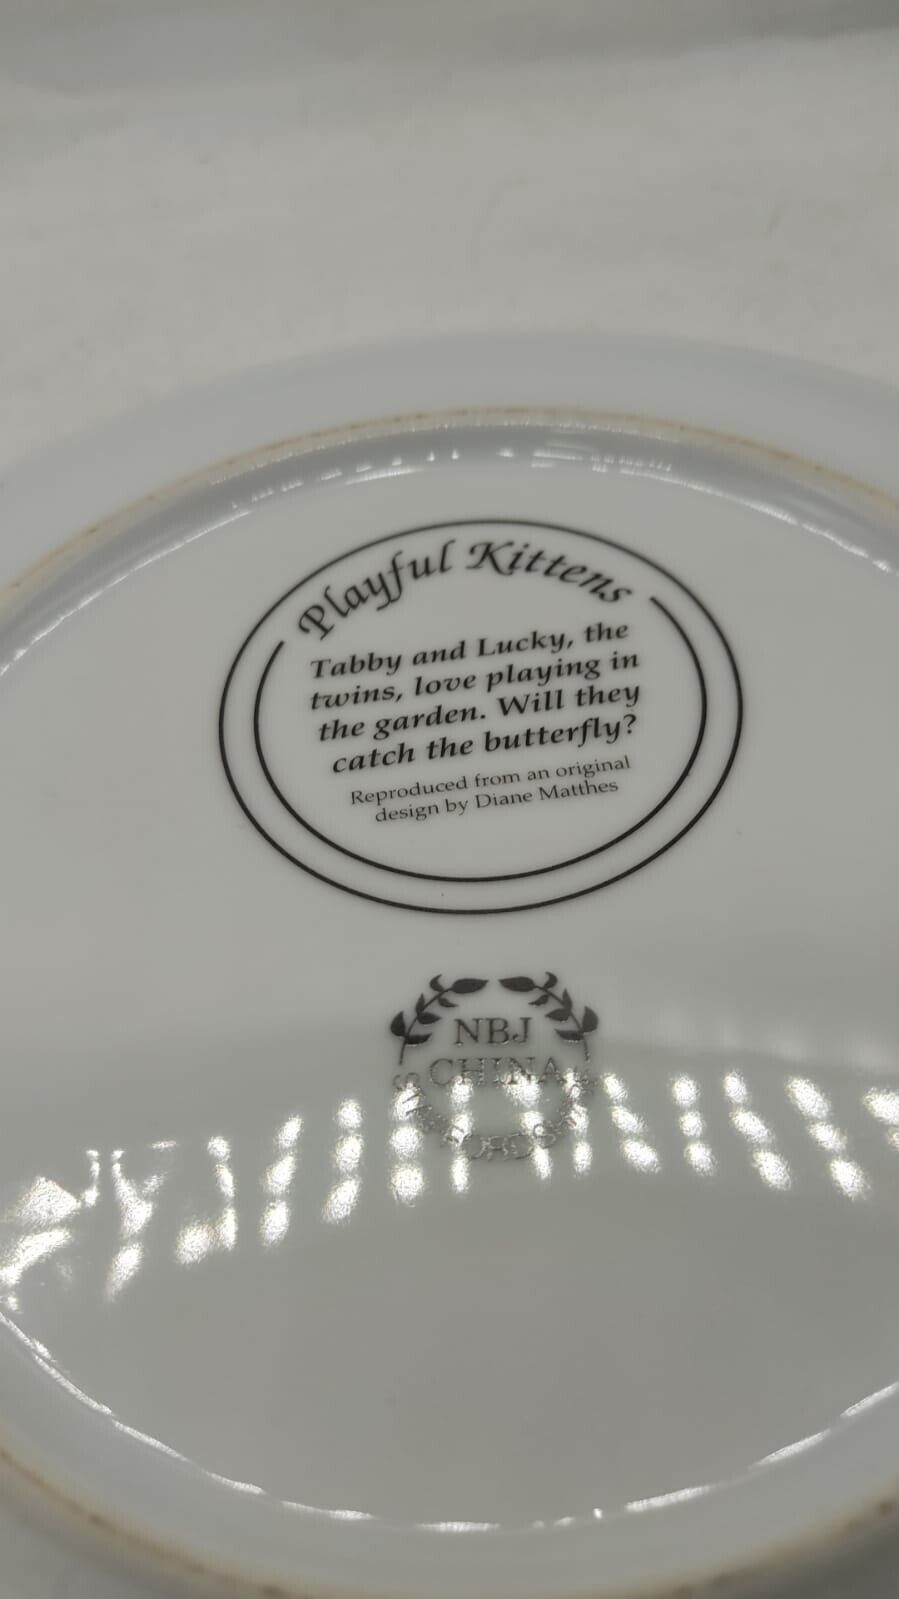 Playful Kittens
Tabby and Lucky, the
twins, love playing in
the garden. Will they
catch the butterfly?
Reproduced from an original
design by Diane Matthes
NBJ
CHINA
STAFFORDSHIRE